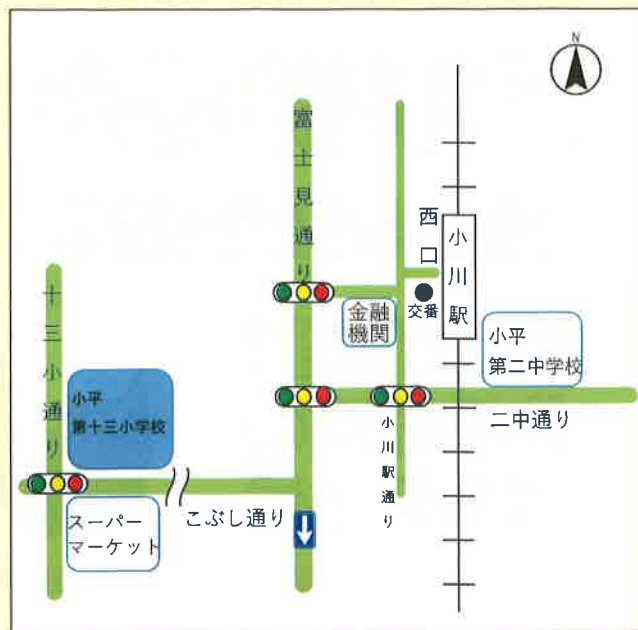 N
富士見通り
西口
小川駅
十三小通り
金融
機関
交番
小平
第二中学校
小平
第十三小学校
二中通り
小川駅通り
スーパー
マーケット
こぶし通り